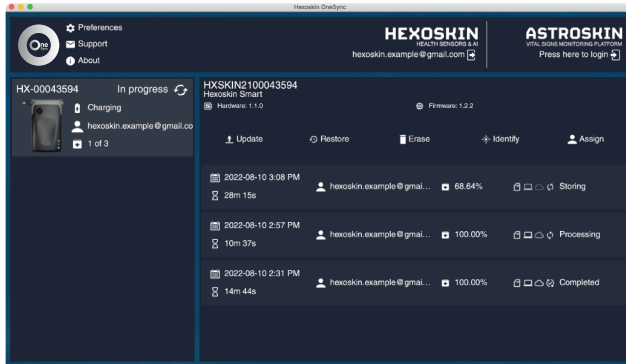 Hexoskin OneSync
One
Sync
Preferences
Support
About
HEXOSKIN
HEALTH SENSORS & AI
hexoskin.example@gmail.com
ASTROSKIN
VITAL SIGNS MONITORING PLATFORM
Press here to login
HX-00043594 In progress
Charging
hexoskin.example@gmail.co
1 of 3
HXSKIN2100043594
Hexoskin Smart
Hardware: 1.1.0 Firmware: 1.2.2
Update Restore Erase Identify Assign
2022-08-10 3:08 PM
28m 15s
hexoskin.example@gmai... 68.64% Storing
2022-08-10 2:57 PM
10m 37s
hexoskin.example@gmai... 100.00% Processing
2022-08-10 2:31 PM
14m 44s
hexoskin.example@gmai... 100.00% Completed